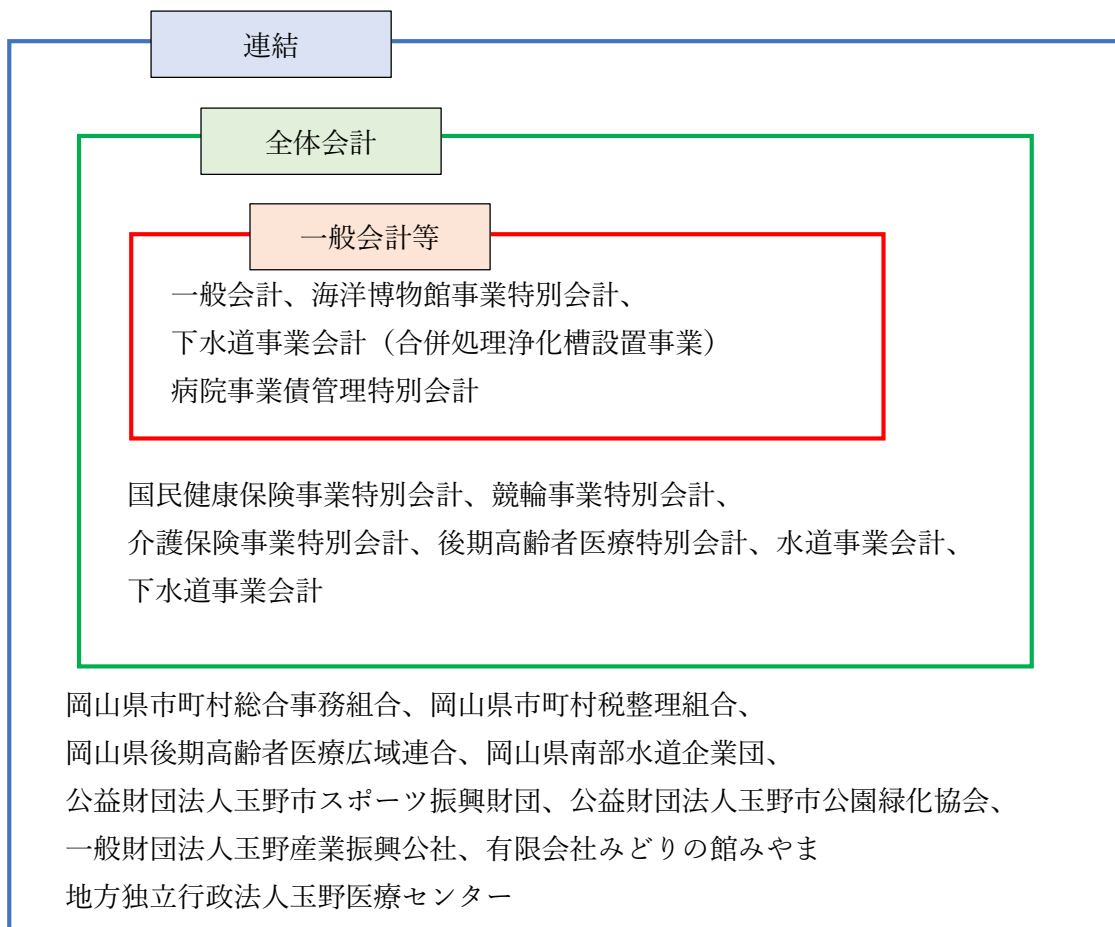 連結
全体会計
一般会計等
一般会計、海洋博物館事業特別会計、
下水道事業会計（合併処理浄化槽設置事業）
病院事業債管理特別会計
国民健康保険事業特別会計、競輪事業特別会計、
介護保険事業特別会計、後期高齢者医療特別会計、水道事業会計、
下水道事業会計
岡山県市町村総合事務組合、岡山県市町村税整理組合、
岡山県後期高齢者医療広域連合、岡山県南部水道企業団、
公益財団法人玉野市スポーツ振興財団、公益財団法人玉野市公園緑化協会、
一般財団法人玉野産業振興公社、有限会社みどりの館みやま
地方独立行政法人玉野医療センター